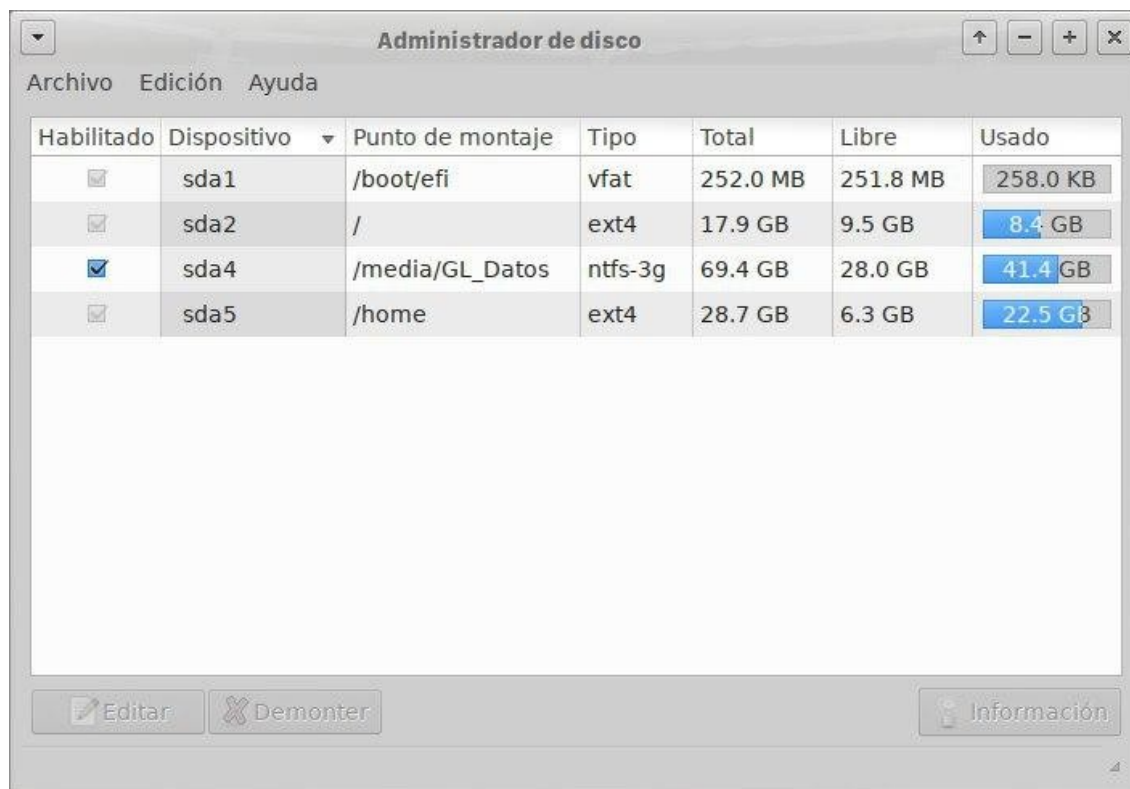 Administrador de disco
Archivo Edición Ayuda
Habilitado Dispositivo Punto de montaje Tipo Total Libre Usado
sda1 /boot/efi vfat 252.0 MB 251.8 MB 258.0 KB
sda2 / ext4 17.9 GB 9.5 GB 8.4 GB
sda4 /media/GL_Datos ntfs-3g 69.4 GB 28.0 GB 41.4 GB
sda5 /home ext4 28.7 GB 6.3 GB 22.5 GB
Editar Demonter Información